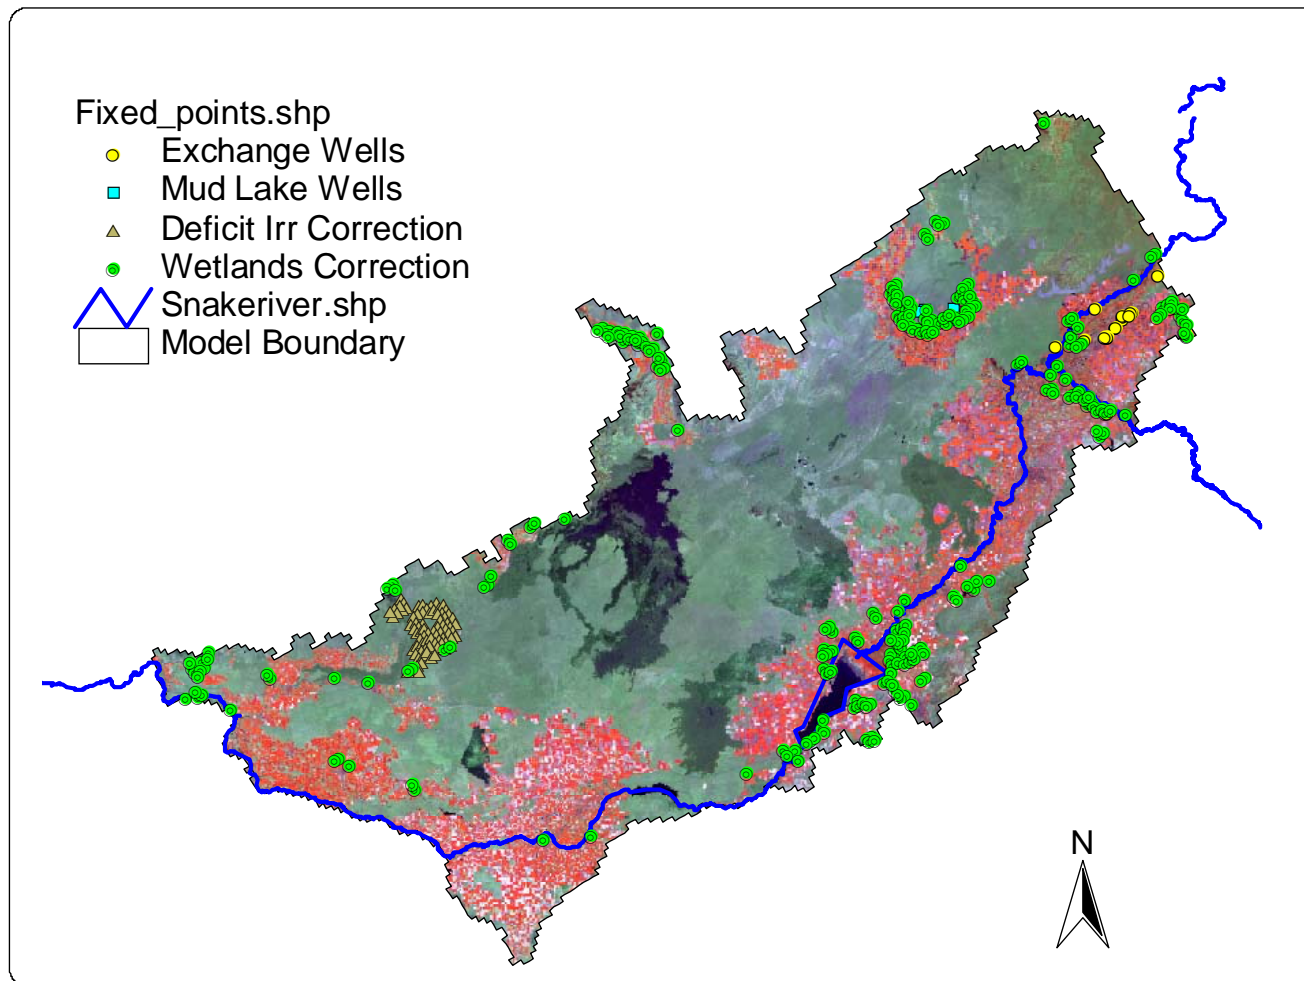 Fixed_points.shp
Exchange Wells
Mud Lake Wells
Deficit Irr Correction
Wetlands Correction
Snakeriver.shp
Model Boundary
N